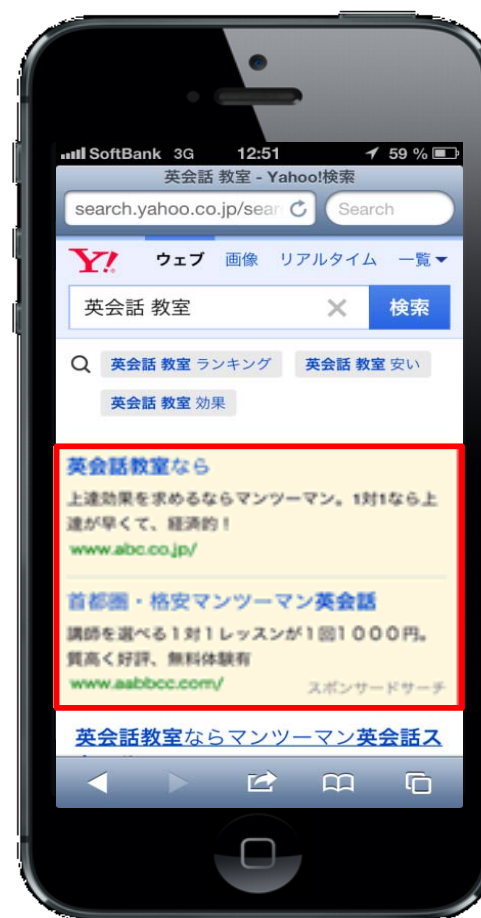 SoftBank 3G 12:51 59 %
英会話 教室 - Yahoo!検索
search.yahoo.co.jp/sear Search
Y! ウェブ 画像 リアルタイム 一覧▼
英会話 教室 検索
英会話 教室 ランキング 英会話 教室 安い
英会話 教室 効果
英会話教室なら
上達効果を求めるならマンツーマン。1対1なら上
達が早くて、経済的!
www.abc.co.jp/
首都圏・格安マンツーマン英会話
講師を選べる1対1レッスンが1回1000円。
質高く好評、無料体験有
www.aabbcc.com/ スポンサードサーチ
英会話教室ならマンツーマン英会話ス